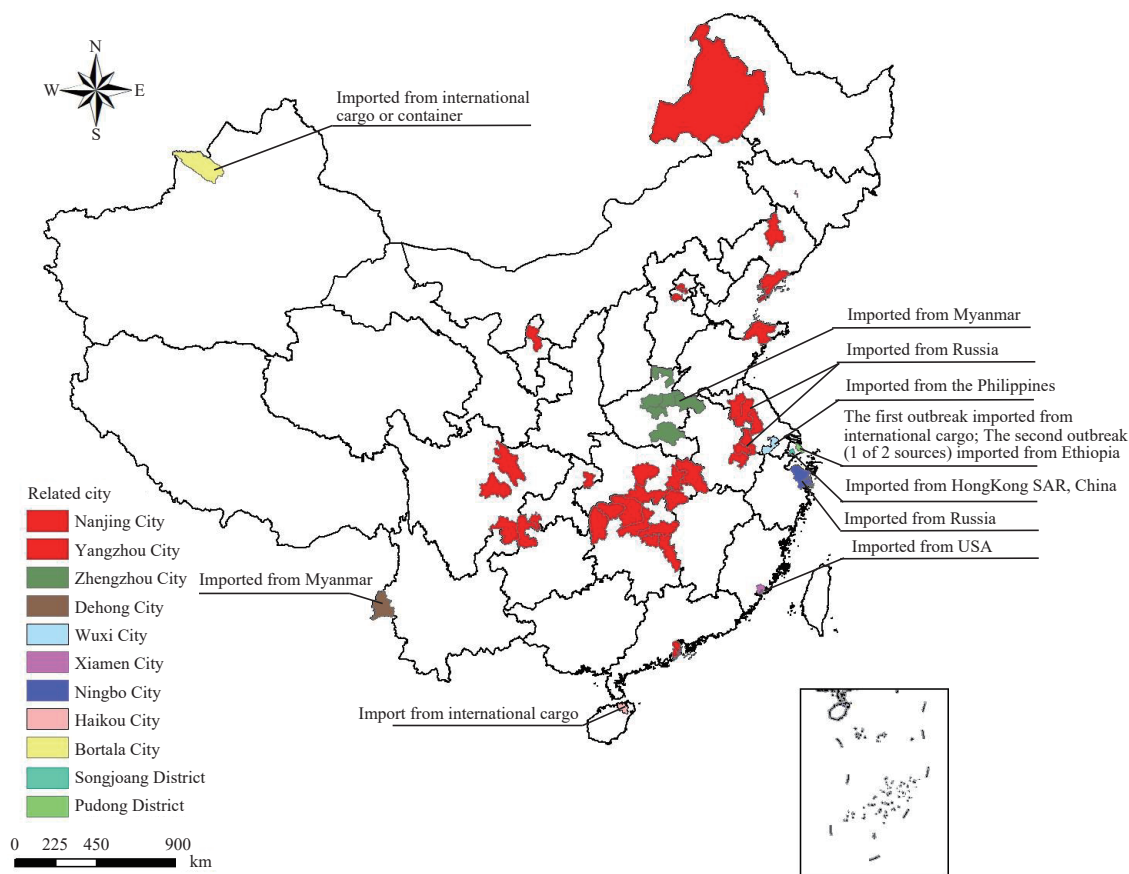 N
W
E
S
Imported from international
cargo or container
Imported from Myanmar
Imported from Russia
Imported from the Philippines
The first outbreak imported from
international cargo; The second outbreak
(1 of 2 sources) imported from Ethiopia
Imported from HongKong SAR, China
Imported from Russia
Imported from USA
Imported from Myanmar
Import from international cargo
Related city
Nanjing City
Yangzhou City
Zhengzhou City
Dehong City
Wuxi City
Xiamen City
Ningbo City
Haikou City
Bortala City
Songjoang District
Pudong District
0 225 450 900
km